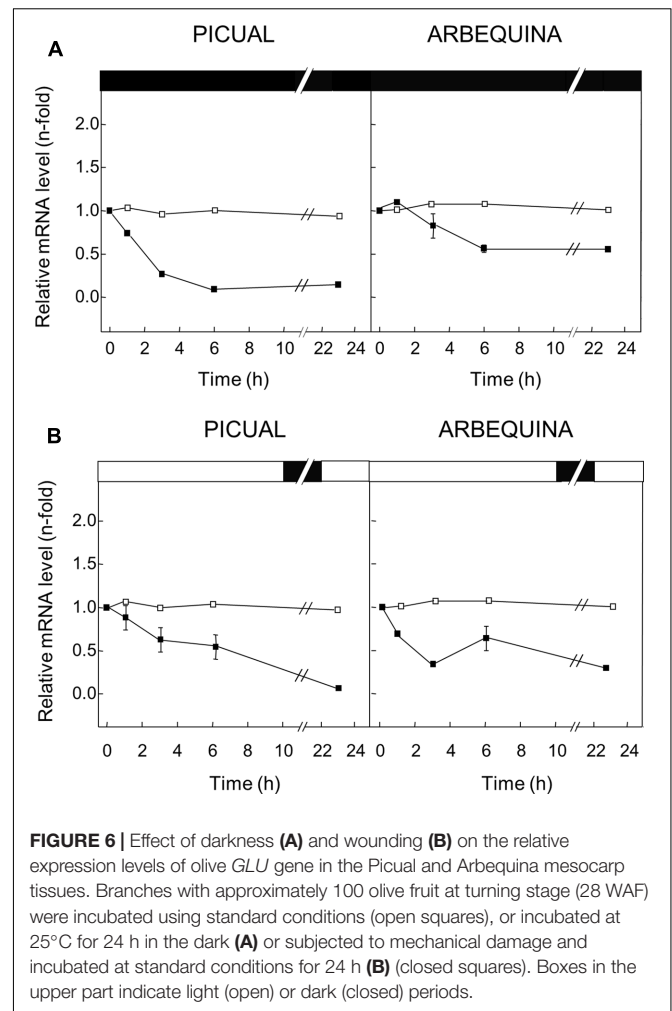 PICUAL ARBEQUINA
A
Relative mRNA level (n-fold)
2.0
1.5
1.0
0.5
0.0
0 2 4 6 8 10 22 24 0 2 4 6 8 10 22 24
Time (h) Time (h)
B
PICUAL ARBEQUINA
Relative mRNA level (n-fold)
2.0
1.5
1.0
0.5
0.0
0 2 4 6 8 10 22 24 0 2 4 6 8 10 22 24
Time (h) Time (h)
FIGURE 6 | Effect of darkness (A) and wounding (B) on the relative
expression levels of olive GLU gene in the Picual and Arbequina mesocarp
tissues. Branches with approximately 100 olive fruit at turning stage (28 WAF)
were incubated using standard conditions (open squares), or incubated at
25°C for 24 h in the dark (A) or subjected to mechanical damage and
incubated at standard conditions for 24 h (B) (closed squares). Boxes in the
upper part indicate light (open) or dark (closed) periods.